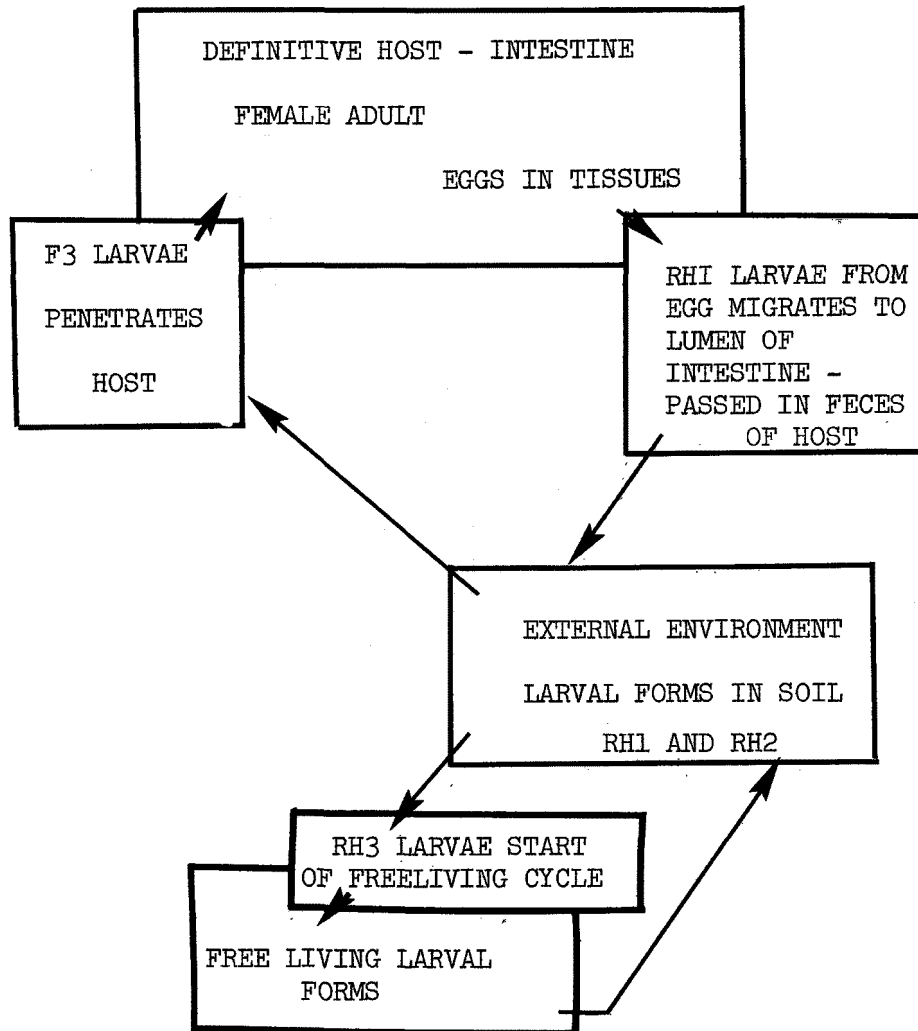 DEFINITIVE HOST - INTESTINE
FEMALE ADULT
EGGS IN TISSUES
F3 LARVAE
PENETRATES
HOST
RHI LARVAE FROM
EGG MIGRATES TO
LUMEN OF
INTESTINE -
PASSED IN FECES
OF HOST
EXTERNAL ENVIRONMENT
LARVAL FORMS IN SOIL
RH1 AND RH2
RH3 LARVAE START
OF FREELIVING CYCLE
FREE LIVING LARVAL
FORMS